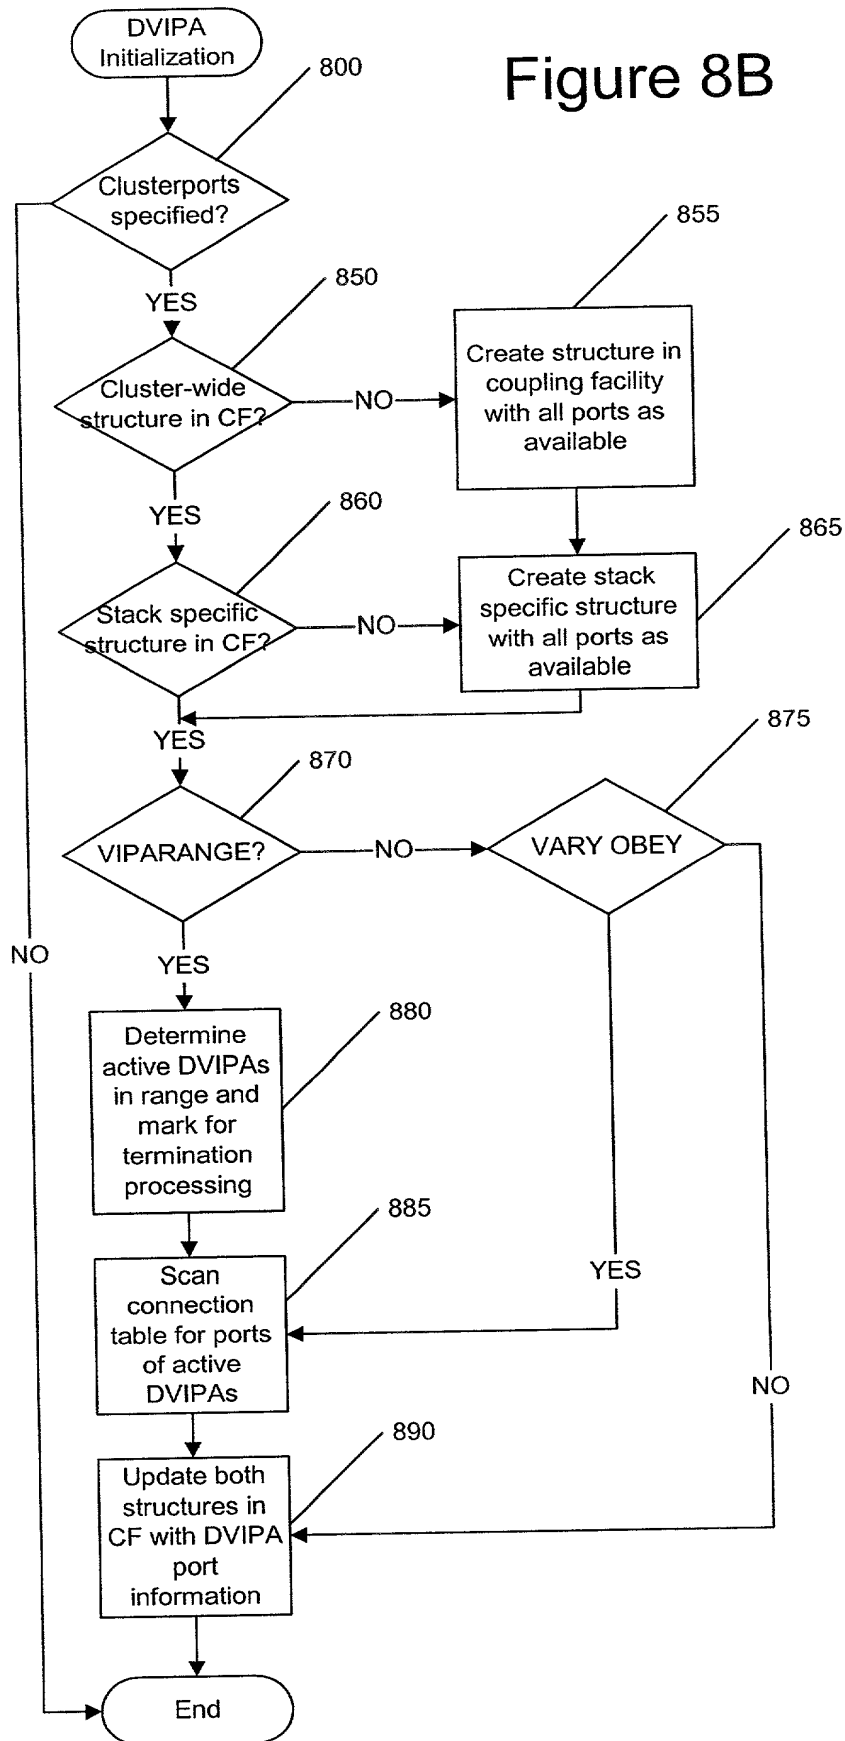 DVIPA
Initialization
Figure 8B
800
Clusterports
specified?
YES
850
855
Cluster-wide
structure in CF?
NO
Create structure in
coupling facility
with all ports as
available
YES
860
865
Stack specific
structure in CF?
NO
Create stack
specific structure
with all ports as
available
YES
870
875
VIPARANGE?
NO
VARY OBEY
NO
YES
880
Determine
active DVIPAs
in range and
mark for
termination
processing
885
YES
Scan
connection
table for ports
of active
DVIPAs
NO
890
Update both
structures in
CF with DVIPA
port
information
End